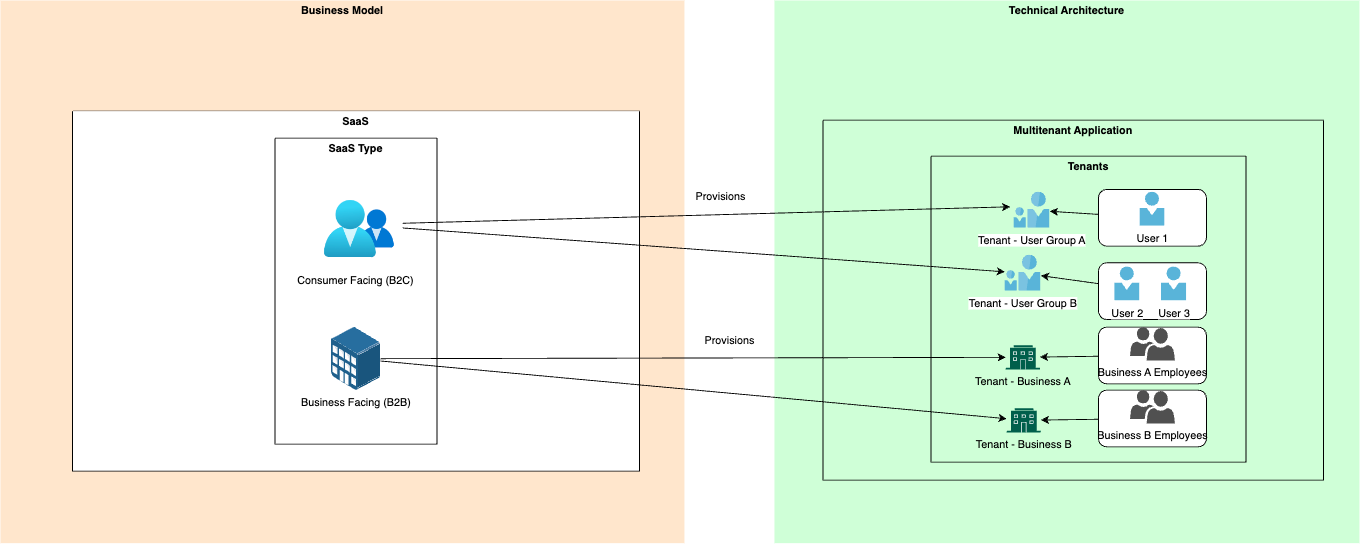 Business Model
Technical Architecture
SaaS
SaaS Type
Consumer Facing (B2C)
Business Facing (B2B)
Provisions
Provisions
Multitenant Application
Tenants
Tenant - User Group A
User 1
Tenant - User Group B
User 2
User 3
Tenant - Business A
Business A Employees
Tenant - Business B
Business B Employees